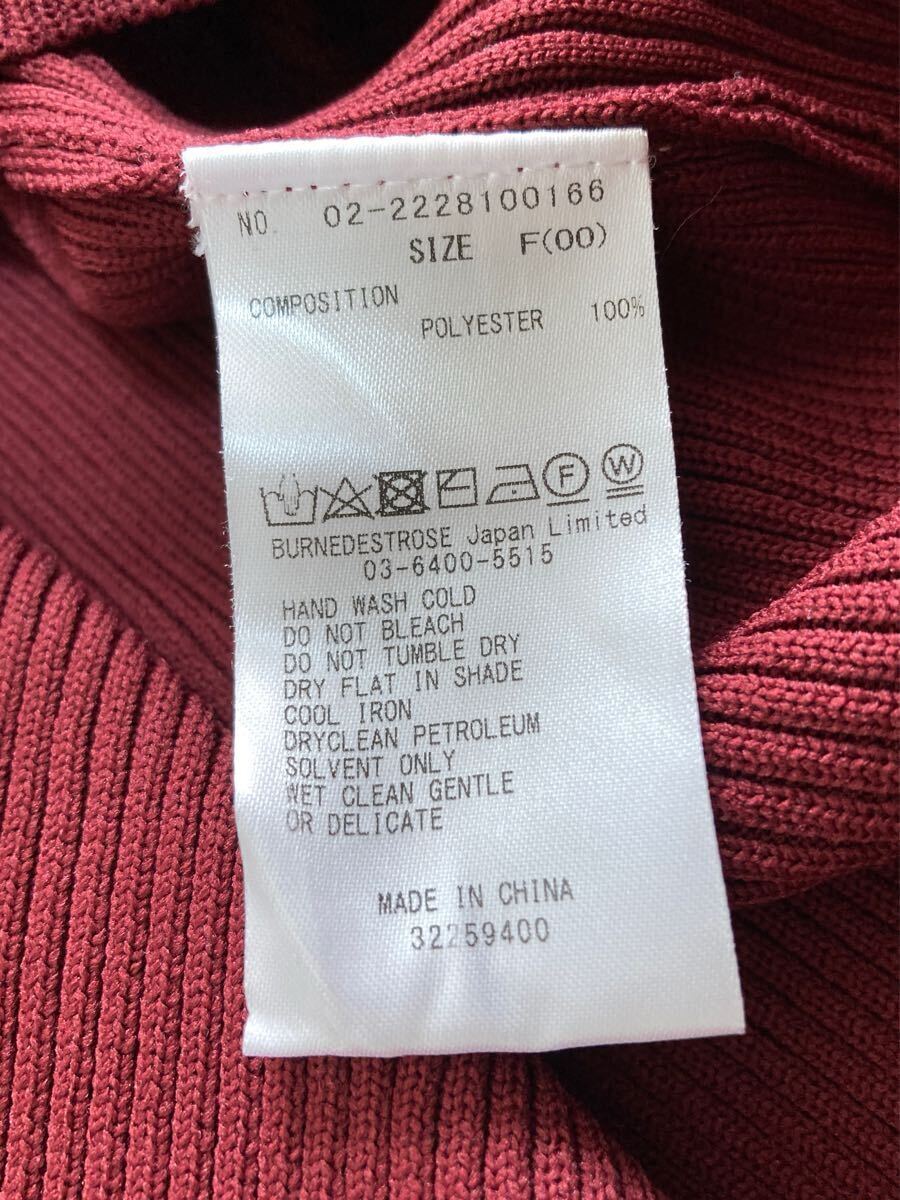 NO. 02-2228100166
SIZE F(00)
COMPOSITION
POLYESTER 100%
F W
BURNEDESTROSE Japan Limited
03-6400-5515
HAND WASH COLD
DO NOT BLEACH
DO NOT TUMBLE DRY
DRY FLAT IN SHADE
COOL IRON
DRYCLEAN PETROLEUM
SOLVENT ONLY
WET CLEAN GENTLE
OR DELICATE
MADE IN CHINA
32259400